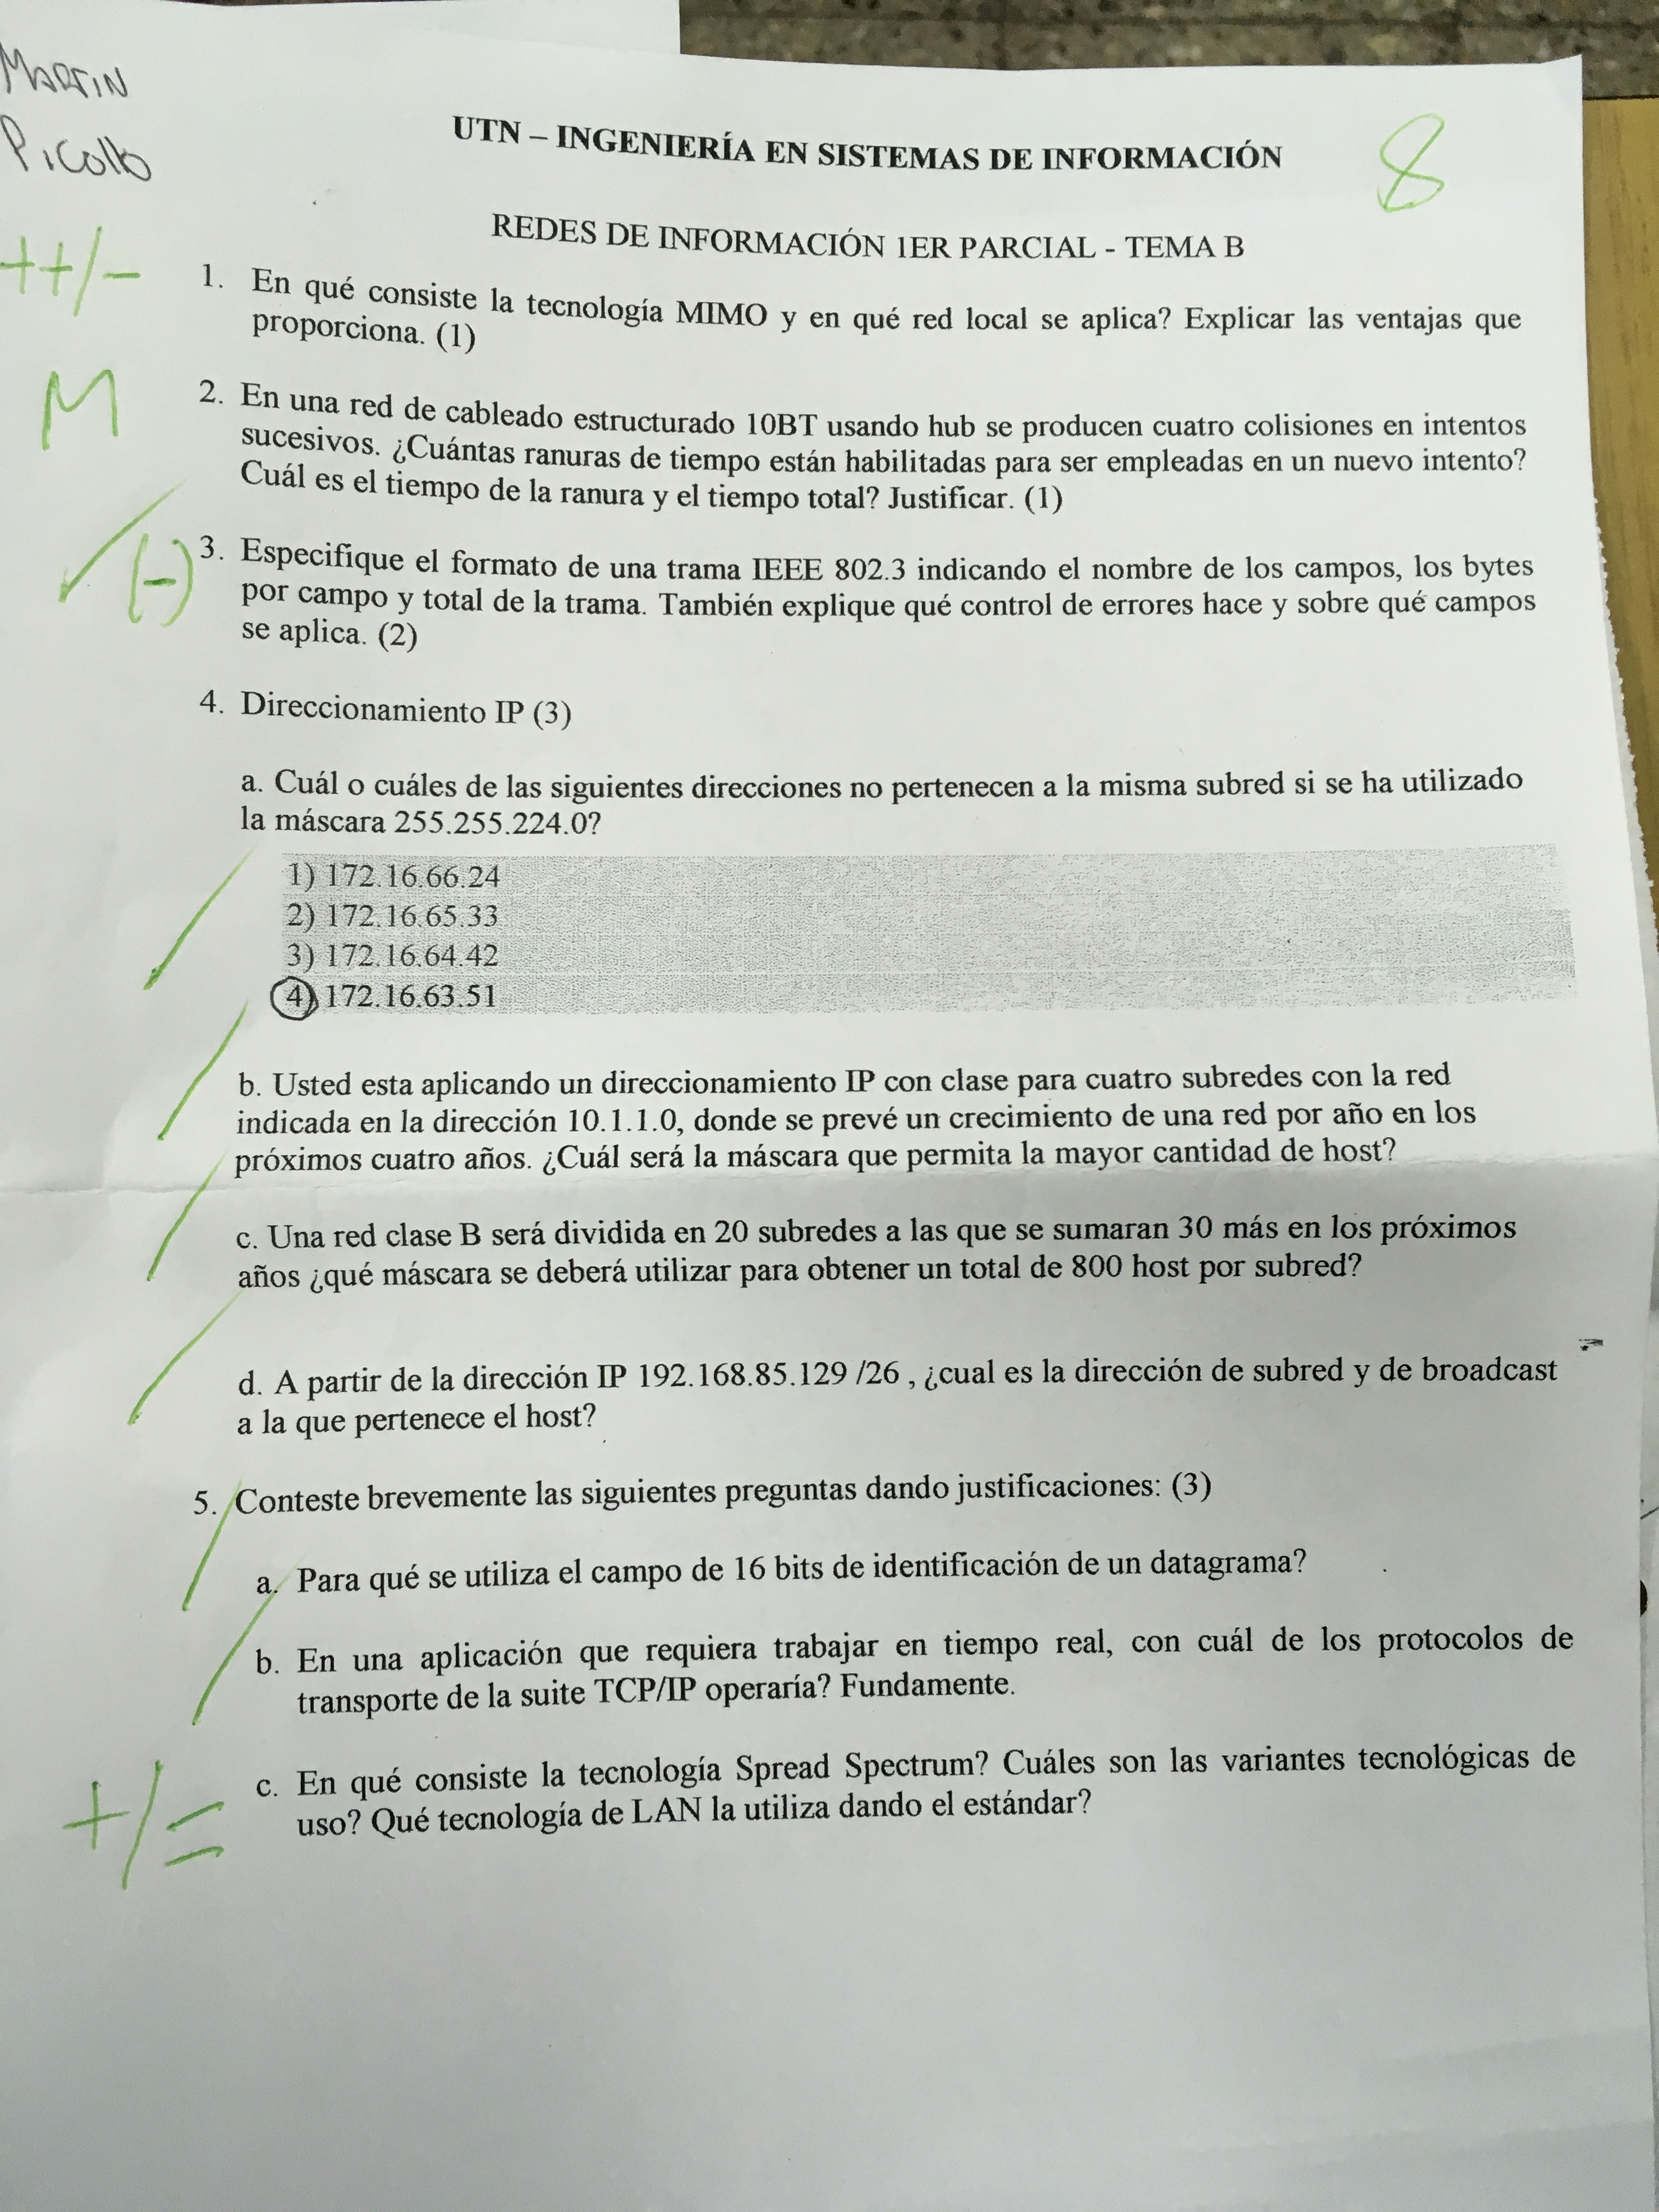 MARTIN
PiCollo
UTN – INGENIERÍA EN SISTEMAS DE INFORMACIÓN
8
REDES DE INFORMACIÓN 1ER PARCIAL - TEMA B
++/-
1. En qué consiste la tecnología MIMO y en qué red local se aplica? Explicar las ventajas que
proporciona. (1)
M
2. En una red de cableado estructurado 10BT usando hub se producen cuatro colisiones en intentos
sucesivos. ¿Cuántas ranuras de tiempo están habilitadas para ser empleadas en un nuevo intento?
Cuál es el tiempo de la ranura y el tiempo total? Justificar. (1)
✓(-)
3. Especifique el formato de una trama IEEE 802.3 indicando el nombre de los campos, los bytes
por campo y total de la trama. También explique qué control de errores hace y sobre qué campos
se aplica. (2)
4. Direccionamiento IP (3)
a. Cuál o cuáles de las siguientes direcciones no pertenecen a la misma subred si se ha utilizado
la máscara 255.255.224.0?
1) 172.16.66.24
2) 172.16.65.33
3) 172.16.64.42
4) 172.16.63.51
b. Usted esta aplicando un direccionamiento IP con clase para cuatro subredes con la red
indicada en la dirección 10.1.1.0, donde se prevé un crecimiento de una red por año en los
próximos cuatro años. ¿Cuál será la máscara que permita la mayor cantidad de host?
c. Una red clase B será dividida en 20 subredes a las que se sumaran 30 más en los próximos
años ¿qué máscara se deberá utilizar para obtener un total de 800 host por subred?
d. A partir de la dirección IP 192.168.85.129 /26 , ¿cual es la dirección de subred y de broadcast
a la que pertenece el host?
5. Conteste brevemente las siguientes preguntas dando justificaciones: (3)
a. Para qué se utiliza el campo de 16 bits de identificación de un datagrama?
b. En una aplicación que requiera trabajar en tiempo real, con cuál de los protocolos de
transporte de la suite TCP/IP operaría? Fundamente.
+/=
c. En qué consiste la tecnología Spread Spectrum? Cuáles son las variantes tecnológicas de
uso? Qué tecnología de LAN la utiliza dando el estándar?